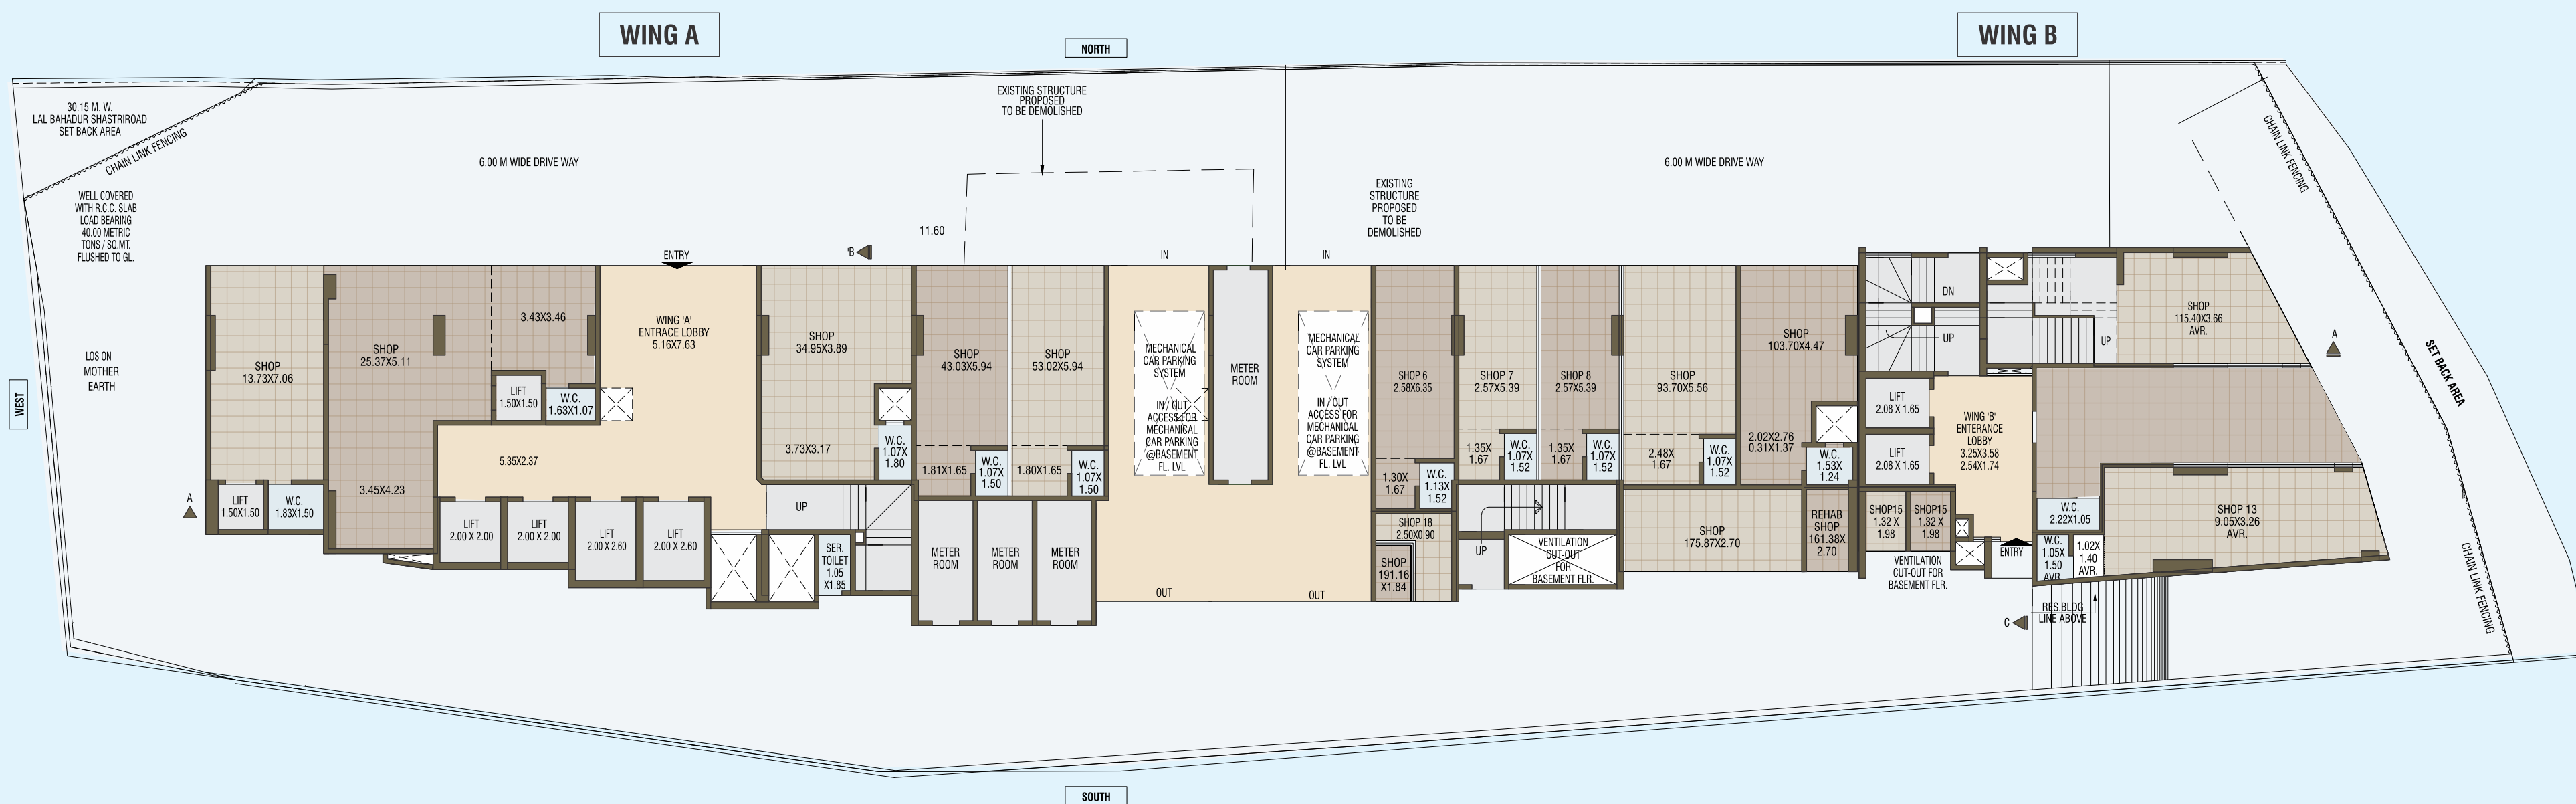 WING A
WING B
NORTH
30.15 M. W.
LAL BAHADUR SHASTRIROAD
SET BACK AREA
CHAIN LINK FENCING
EXISTING STRUCTURE
PROPOSED
TO BE DEMOLISHED
6.00 M WIDE DRIVE WAY
6.00 M WIDE DRIVE WAY
CHAIN LINK FENCING
WELL COVERED
WITH R.C.C. SLAB
LOAD BEARING
40.00 METRIC
TONS / SQ.MT.
FLUSHED TO GL.
EXISTING
STRUCTURE
PROPOSED
TO BE
DEMOLISHED
11.60
ENTRY
'B
IN
IN
LOS ON
MOTHER
EARTH
WEST
A
SHOP
13.73X7.06
LIFT
1.50X1.50
W.C.
1.83X1.50
SHOP
25.37X5.11
3.43X3.46
3.45X4.23
LIFT
1.50X1.50
W.C.
1.63X1.07
WING 'A'
ENTRACE LOBBY
5.16X7.63
5.35X2.37
LIFT
2.00 X 2.00
LIFT
2.00 X 2.00
LIFT
2.00 X 2.60
LIFT
2.00 X 2.60
SHOP
34.95X3.89
3.73X3.17
W.C.
1.07X
1.80
UP
SER.
TOILET
1.05
X1.85
SHOP
43.03X5.94
1.81X1.65
W.C.
1.07X
1.50
SHOP
53.02X5.94
1.80X1.65
W.C.
1.07X
1.50
METER
ROOM
METER
ROOM
METER
ROOM
MECHANICAL
CAR PARKING
SYSTEM
IN / OUT
ACCESS FOR
MECHANICAL
CAR PARKING
@BASEMENT
FL. LVL
OUT
METER
ROOM
MECHANICAL
CAR PARKING
SYSTEM
IN / OUT
ACCESS FOR
MECHANICAL
CAR PARKING
@BASEMENT
FL. LVL
OUT
SHOP 6
2.58X6.35
1.30X
1.67
W.C.
1.13X
1.52
SHOP 18
2.50X0.90
SHOP
191.16
X1.84
SHOP 7
2.57X5.39
1.35X
1.67
W.C.
1.07X
1.52
SHOP 8
2.57X5.39
1.35X
1.67
W.C.
1.07X
1.52
UP
VENTILATION
CUT-OUT
FOR
BASEMENT FLR.
SHOP
93.70X5.56
2.48X
1.67
W.C.
1.07X
1.52
SHOP
103.70X4.47
2.02X2.76
0.31X1.37
W.C.
1.53X
1.24
SHOP
175.87X2.70
REHAB
SHOP
161.38X
2.70
DN
UP
UP
LIFT
2.08 X 1.65
LIFT
2.08 X 1.65
SHOP15
1.32 X
1.98
SHOP15
1.32 X
1.98
VENTILATION
CUT-OUT FOR
BASEMENT FLR.
WING 'B'
ENTERANCE
LOBBY
3.25X3.58
2.54X1.74
ENTRY
SHOP
115.40X3.66
AVR.
A
W.C.
2.22X1.05
W.C.
1.05X
1.50
AVR.
1.02X
1.40
AVR.
SHOP 13
9.05X3.26
AVR.
RES.BLDG
LINE ABOVE
C
SET BACK AREA
CHAIN LINK FENCING
SOUTH